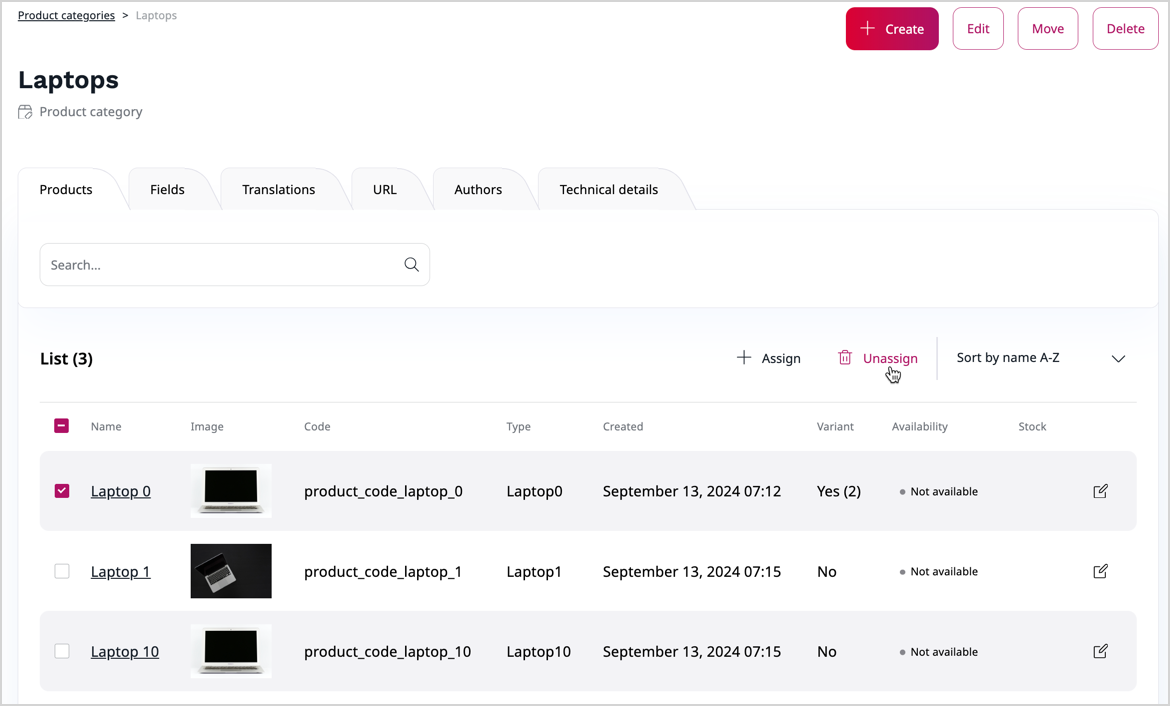 Product categories > Laptops
Create Edit Move Delete
Laptops
Product category
Products Fields Translations URL Authors Technical details
Search...
List (3) Assign Unassign Sort by name A-Z
Name Image Code Type Created Variant Availability Stock
Laptop 0 product_code_laptop_0 Laptop0 September 13, 2024 07:12 Yes (2) Not available
Laptop 1 product_code_laptop_1 Laptop1 September 13, 2024 07:15 No Not available
Laptop 10 product_code_laptop_10 Laptop10 September 13, 2024 07:15 No Not available